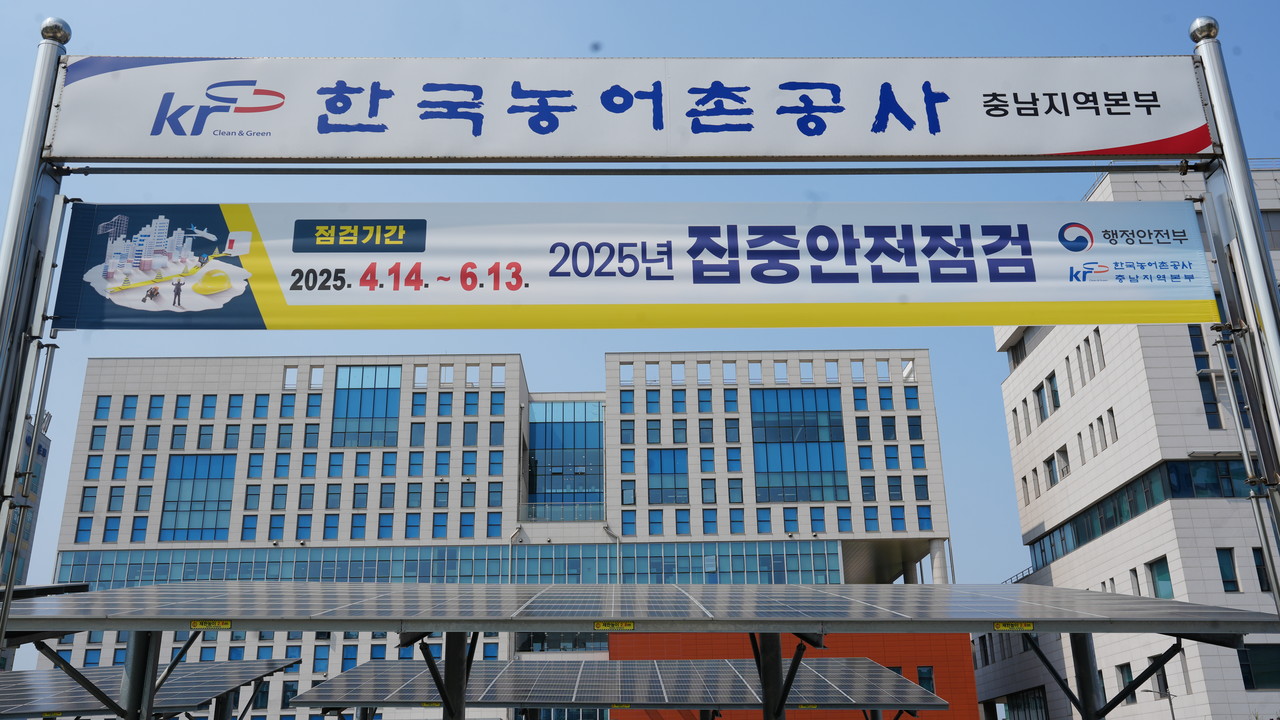 kr 한국농어촌공사 충남지역본부
Clean & Green
점검기간
2025. 4.14. ~ 6.13.
2025년 집중안전점검
행정안전부
kr 한국농어촌공사
충남지역본부